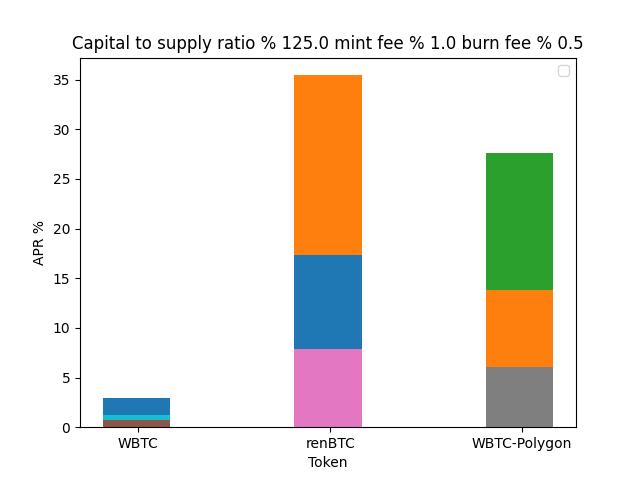 Capital to supply ratio % 125.0 mint fee % 1.0 burn fee % 0.5
35
30
25
20
15
10
5
0
APR %
WBTC
renBTC
WBTC-Polygon
Token